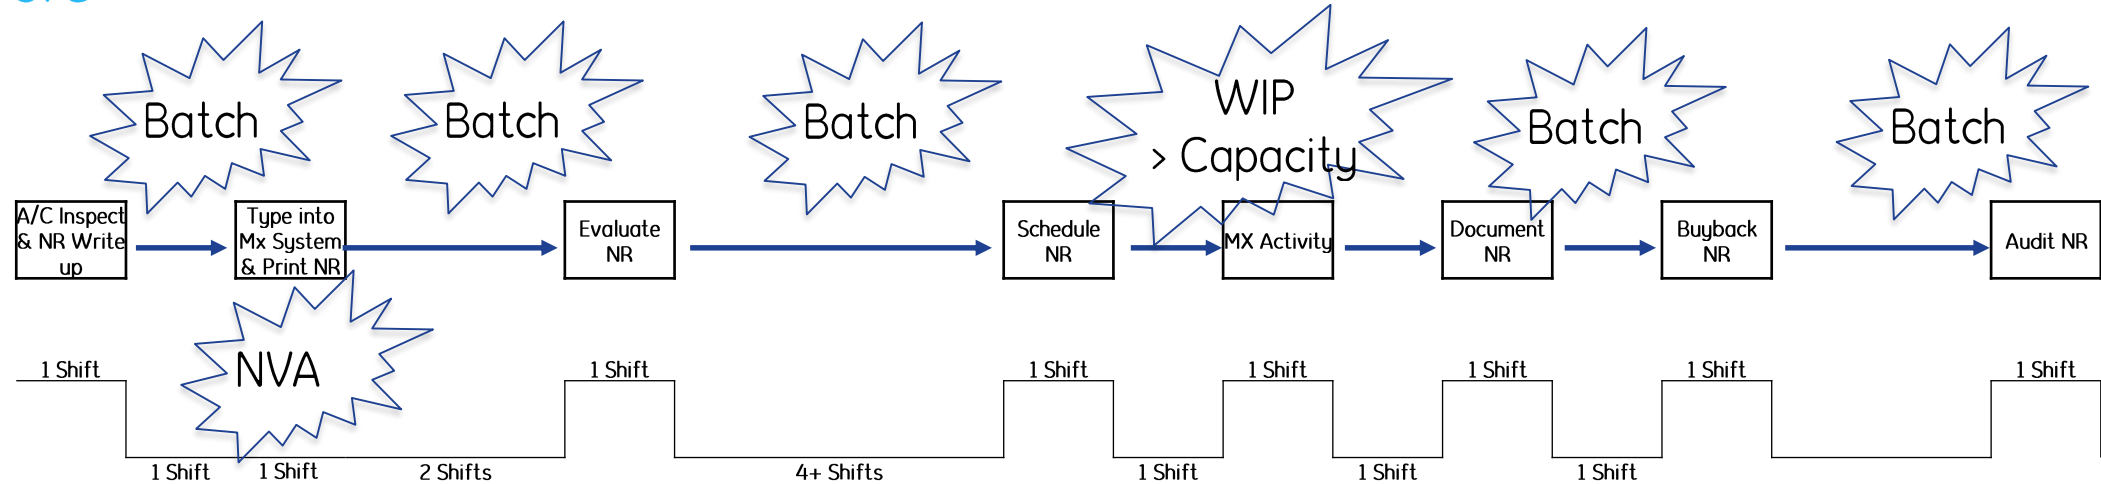 Batch
Batch
Batch
WIP
> Capacity
Batch
Batch
A/C Inspect
& NR Write
up
Type into
Mx System
& Print NR
Evaluate
NR
Schedule
NR
MX Activity
Document
NR
Buyback
NR
Audit NR
NVA
1 Shift
1 Shift
1 Shift
1 Shift
1 Shift
1 Shift
1 Shift
1 Shift
1 Shift
2 Shifts
4+ Shifts
1 Shift
1 Shift
1 Shift